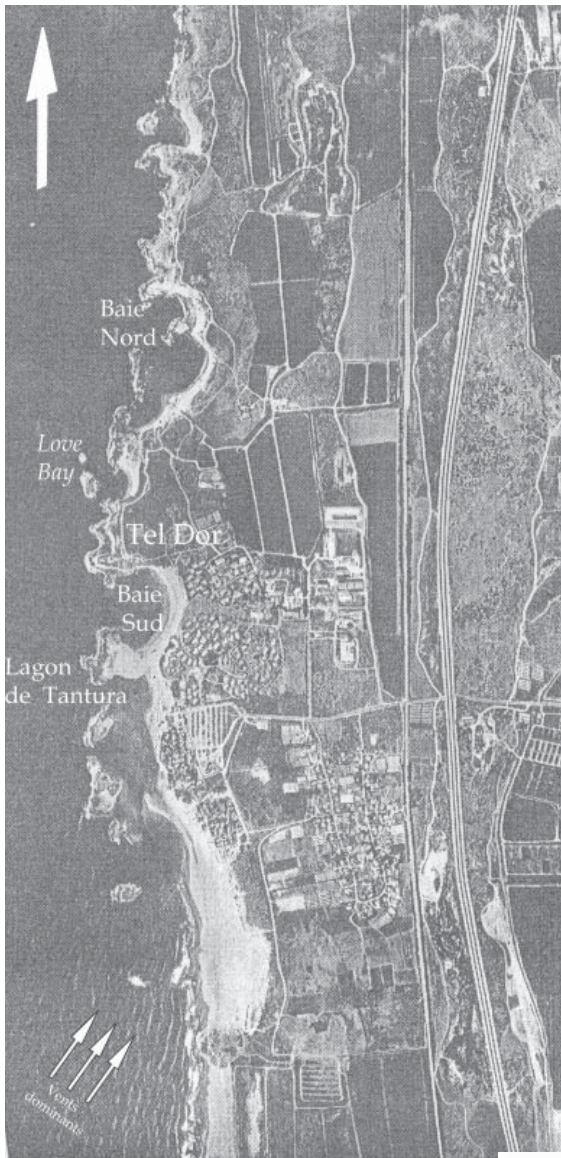 Baie
Nord
Love
Bay
Tel Dor
Baie
Sud
Lagon
de Tantura
Vents
dominants